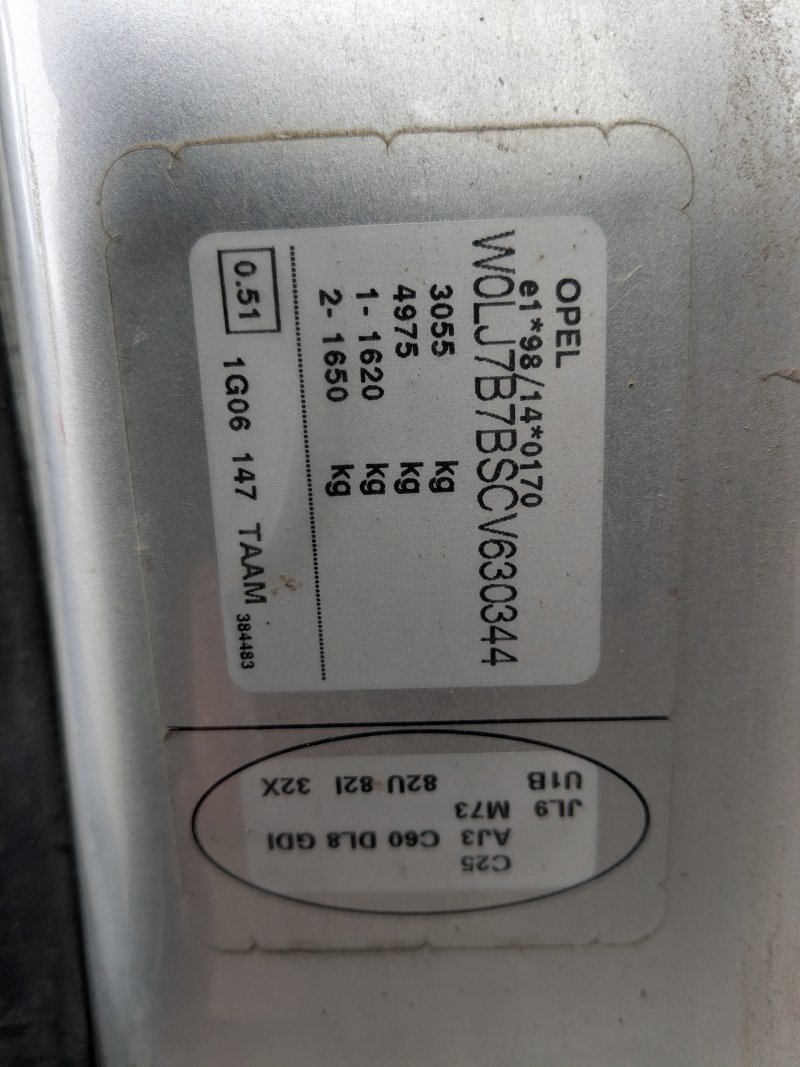 OPEL
e1*98/14*0170
W0LJ7B7BSCV630344
3055 kg
4975 kg
1- 1620 kg
2- 1650 kg
0.51 1G06 147 TAAM 384483
C25
AJ3 C60 DL8 GDI
JL9 M73
U1B 82U 82I 32X